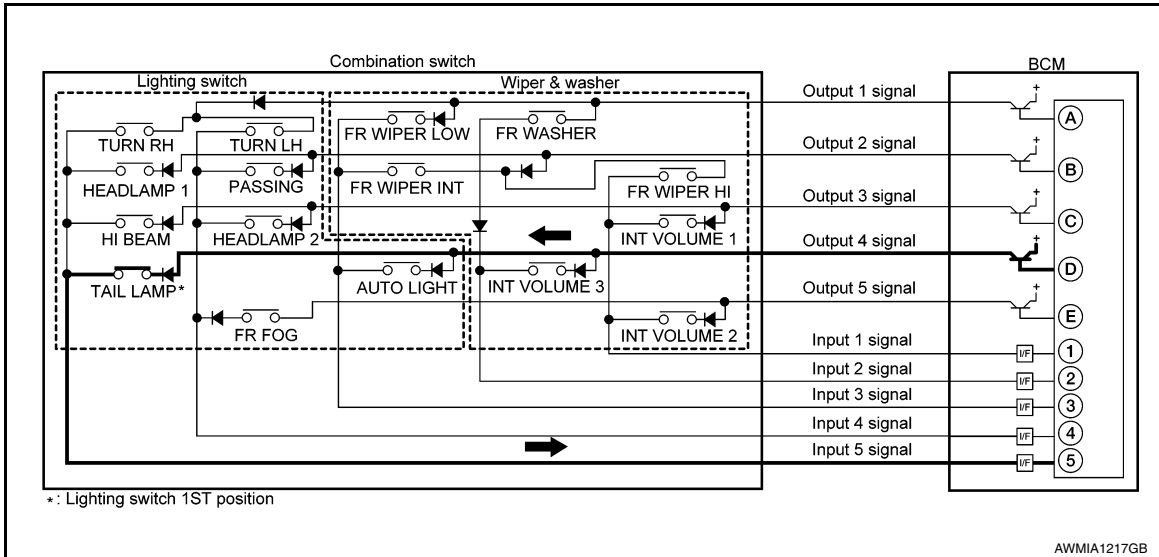 Combination switch
BCM
Lighting switch
Wiper & washer
Output 1 signal
+
A
TURN RH
TURN LH
FR WIPER LOW
FR WASHER
Output 2 signal
+
B
HEADLAMP 1
PASSING
FR WIPER INT
FR WIPER HI
Output 3 signal
+
C
HI BEAM
HEADLAMP 2
INT VOLUME 1
Output 4 signal
+
D
TAIL LAMP*
AUTO LIGHT
INT VOLUME 3
Output 5 signal
+
E
FR FOG
INT VOLUME 2
Input 1 signal
I/F
1
Input 2 signal
I/F
2
Input 3 signal
I/F
3
Input 4 signal
I/F
4
Input 5 signal
I/F
5
*: Lighting switch 1ST position
AWMIA1217GB